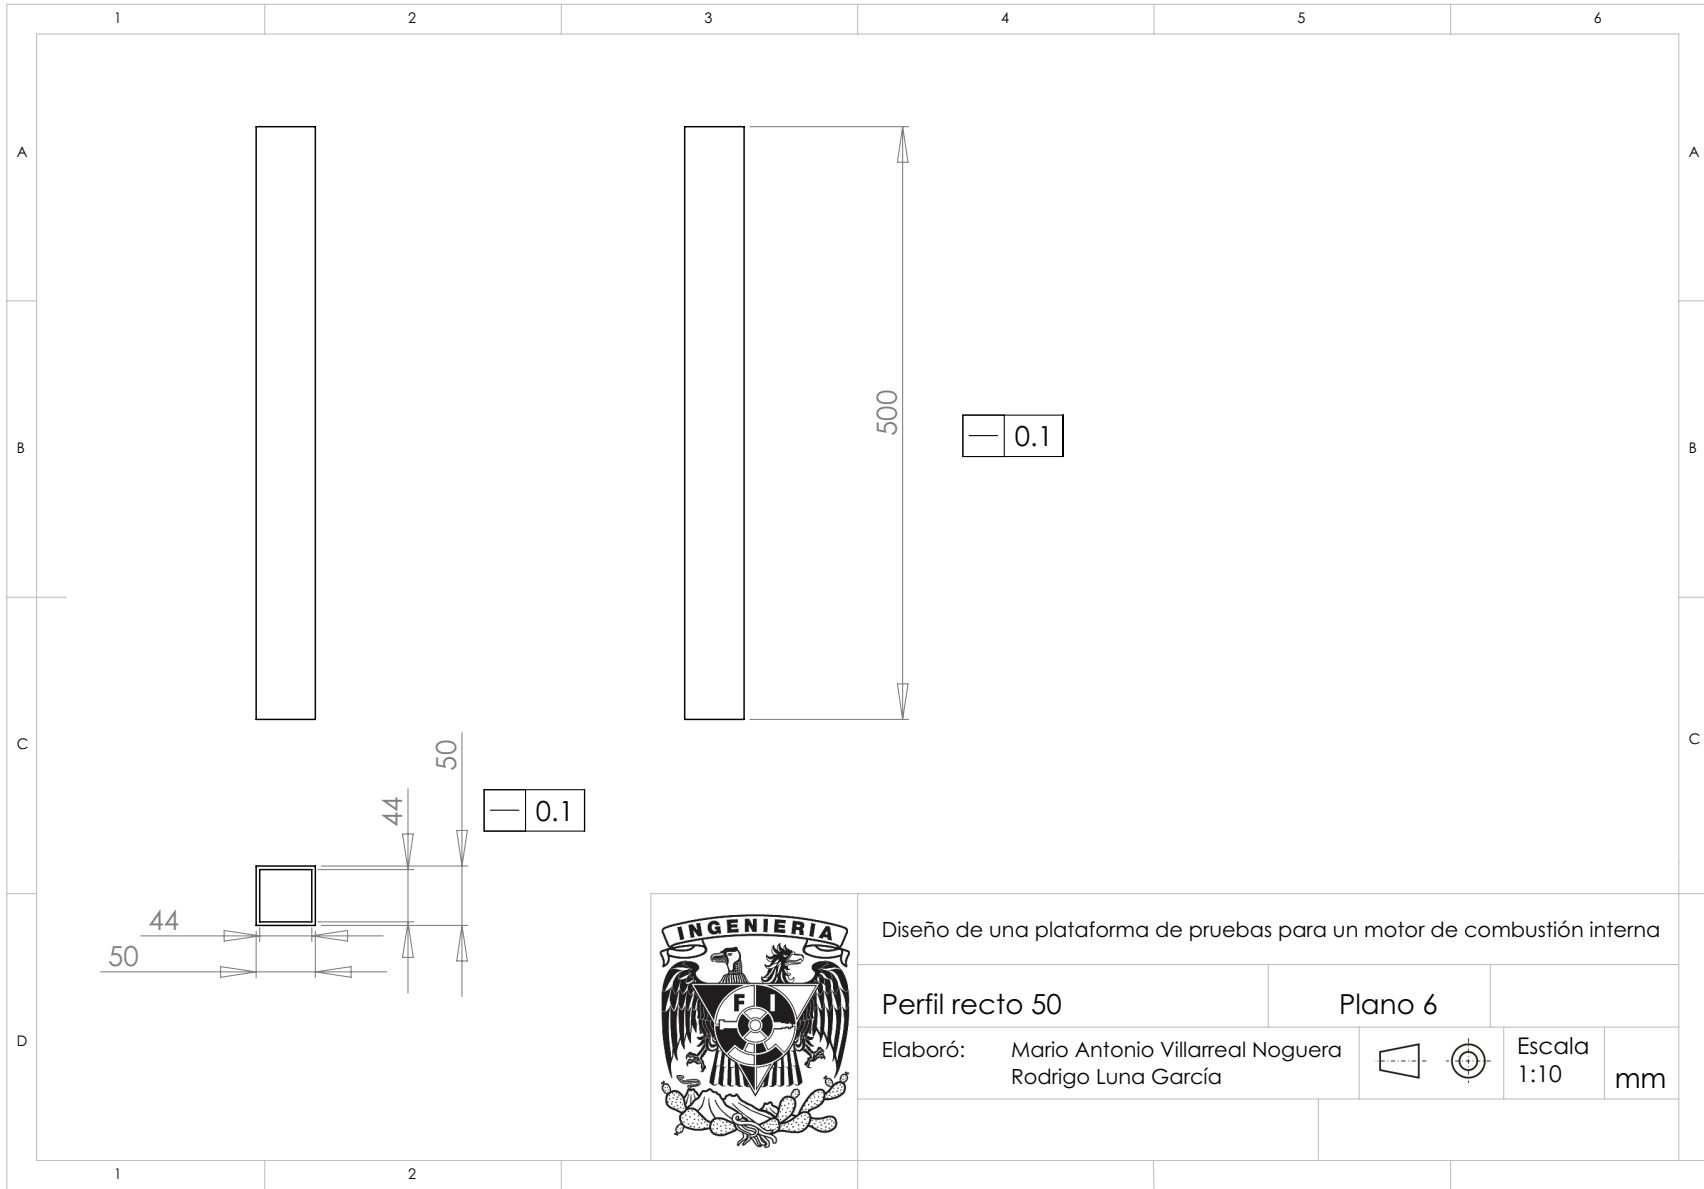 1 2 3 4 5 6
A A
500
B 0.1 B
C C
50
44
0.1
44
50
INGENIERIA
F I
Diseño de una plataforma de pruebas para un motor de combustión interna
Perfil recto 50 Plano 6
D
Elaboró: Mario Antonio Villarreal Noguera
Rodrigo Luna García
Escala
1:10
mm
1 2